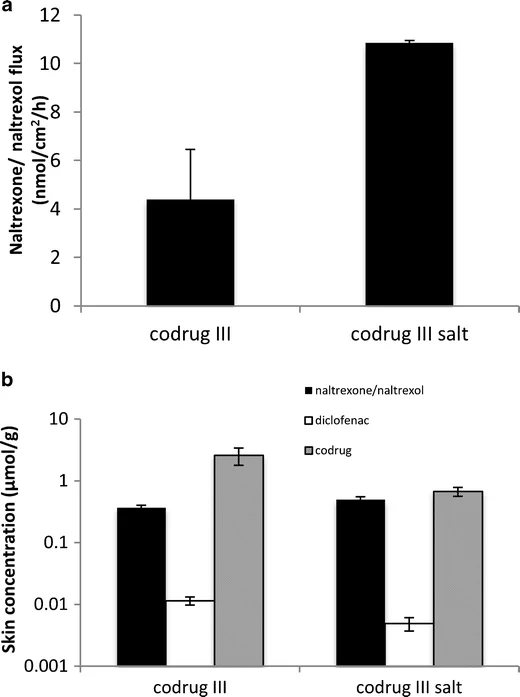 a
Naltrexone/ naltrexol flux
(nmol/cm²/h)
12
10
8
6
4
2
0
codrug III
codrug III salt
b
naltrexone/naltrexol
diclofenac
codrug
Skin concentration (µmol/g)
10
1
0.1
0.01
0.001
codrug III
codrug III salt